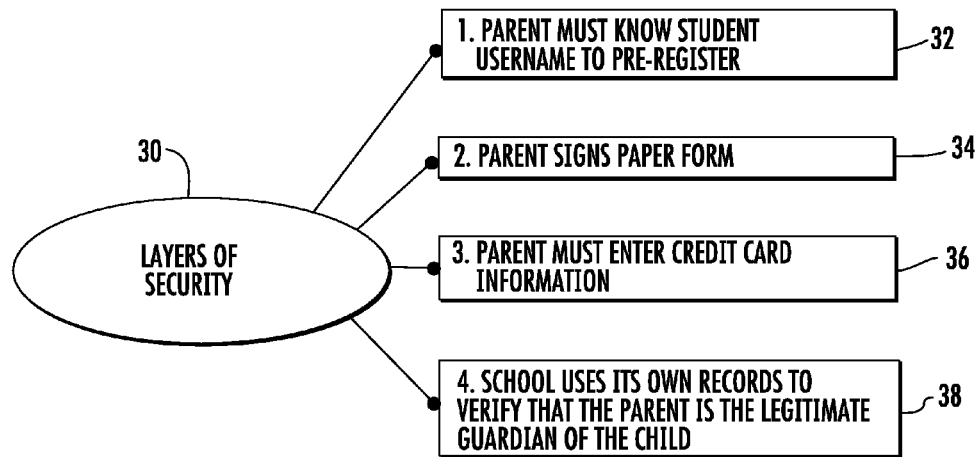 1. PARENT MUST KNOW STUDENT
USERNAME TO PRE-REGISTER
32
30
2. PARENT SIGNS PAPER FORM
34
LAYERS OF
SECURITY
3. PARENT MUST ENTER CREDIT CARD
INFORMATION
36
4. SCHOOL USES ITS OWN RECORDS TO
VERIFY THAT THE PARENT IS THE LEGITIMATE
GUARDIAN OF THE CHILD
38